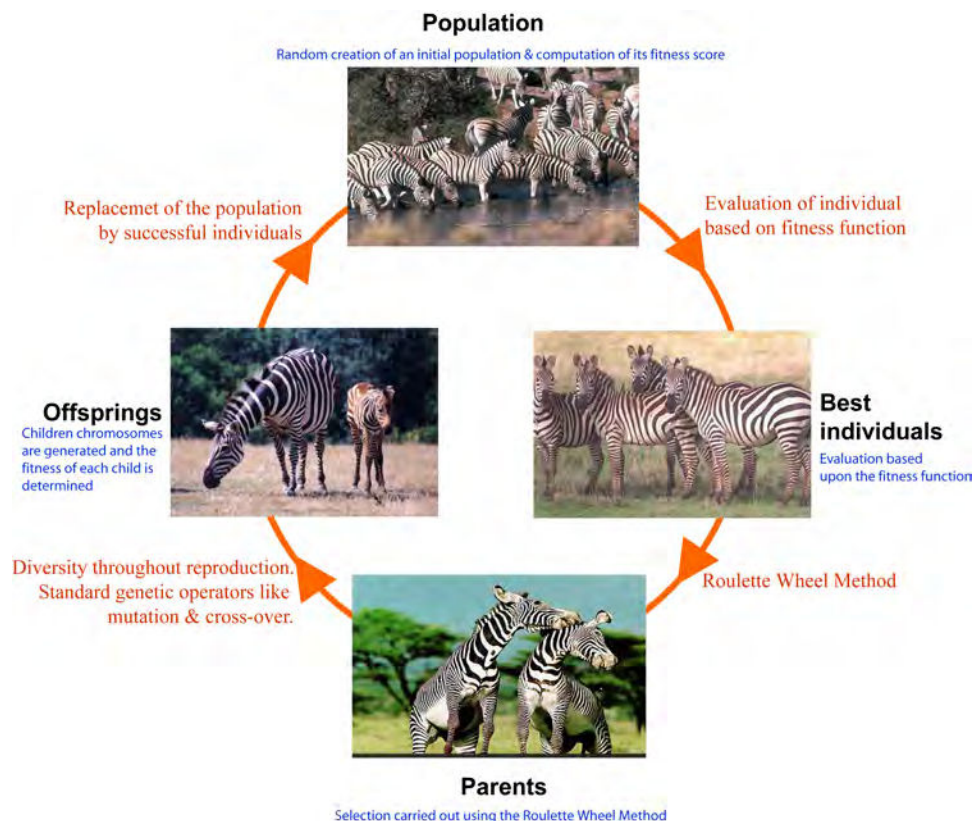 Population
Random creation of an initial population & computation of its fitness score
Replacemet of the population
by successful individuals
Evaluation of individual
based on fitness function
Offsprings
Children chromosomes
are generated and the
fitness of each child is
determined
Best
individuals
Evaluation based
upon the fitness function
Diversity throughout reproduction.
Standard genetic operators like
mutation & cross-over.
Roulette Wheel Method
Parents
Selection carried out using the Roulette Wheel Method